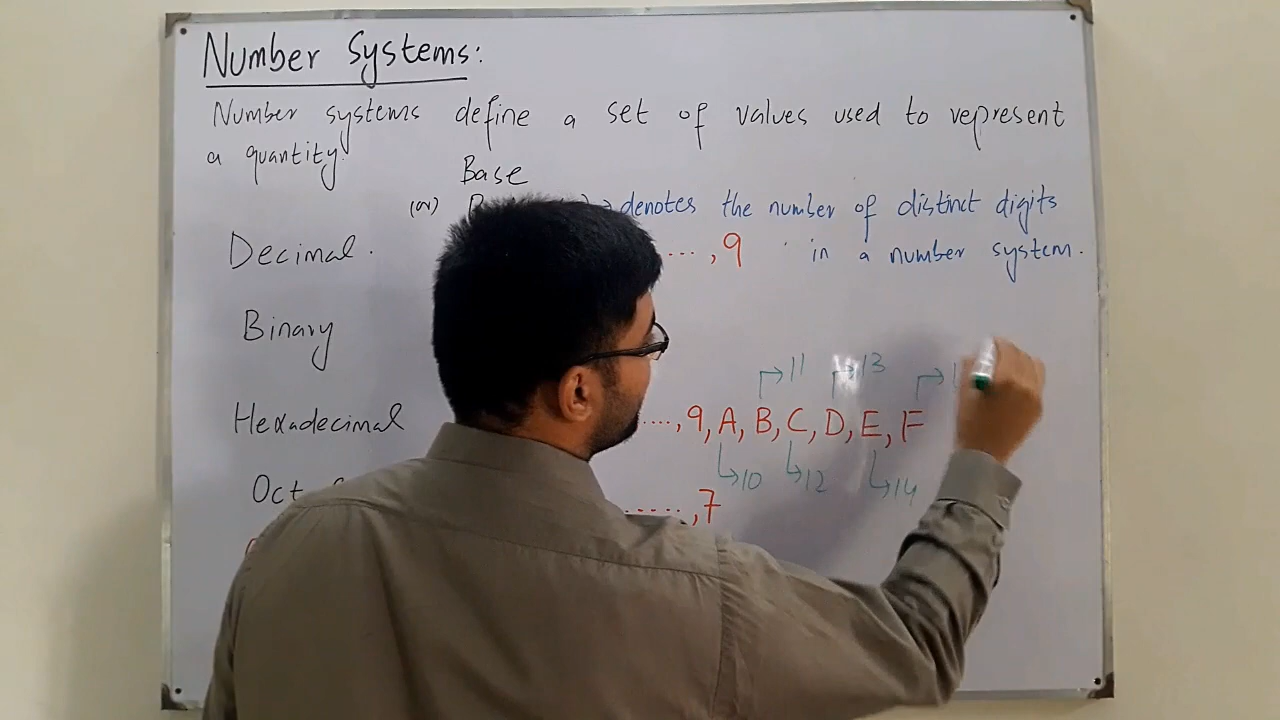 Number Systems:
Number systems define a set of values used to represent
a quantity.
Base
(or) denotes the number of distinct digits
Decimal. ..., 9 in a number system.
Binary
11 13
Hexadecimal ...., 9, A, B, C, D, E, F
10 12 14
Oct ....., 7